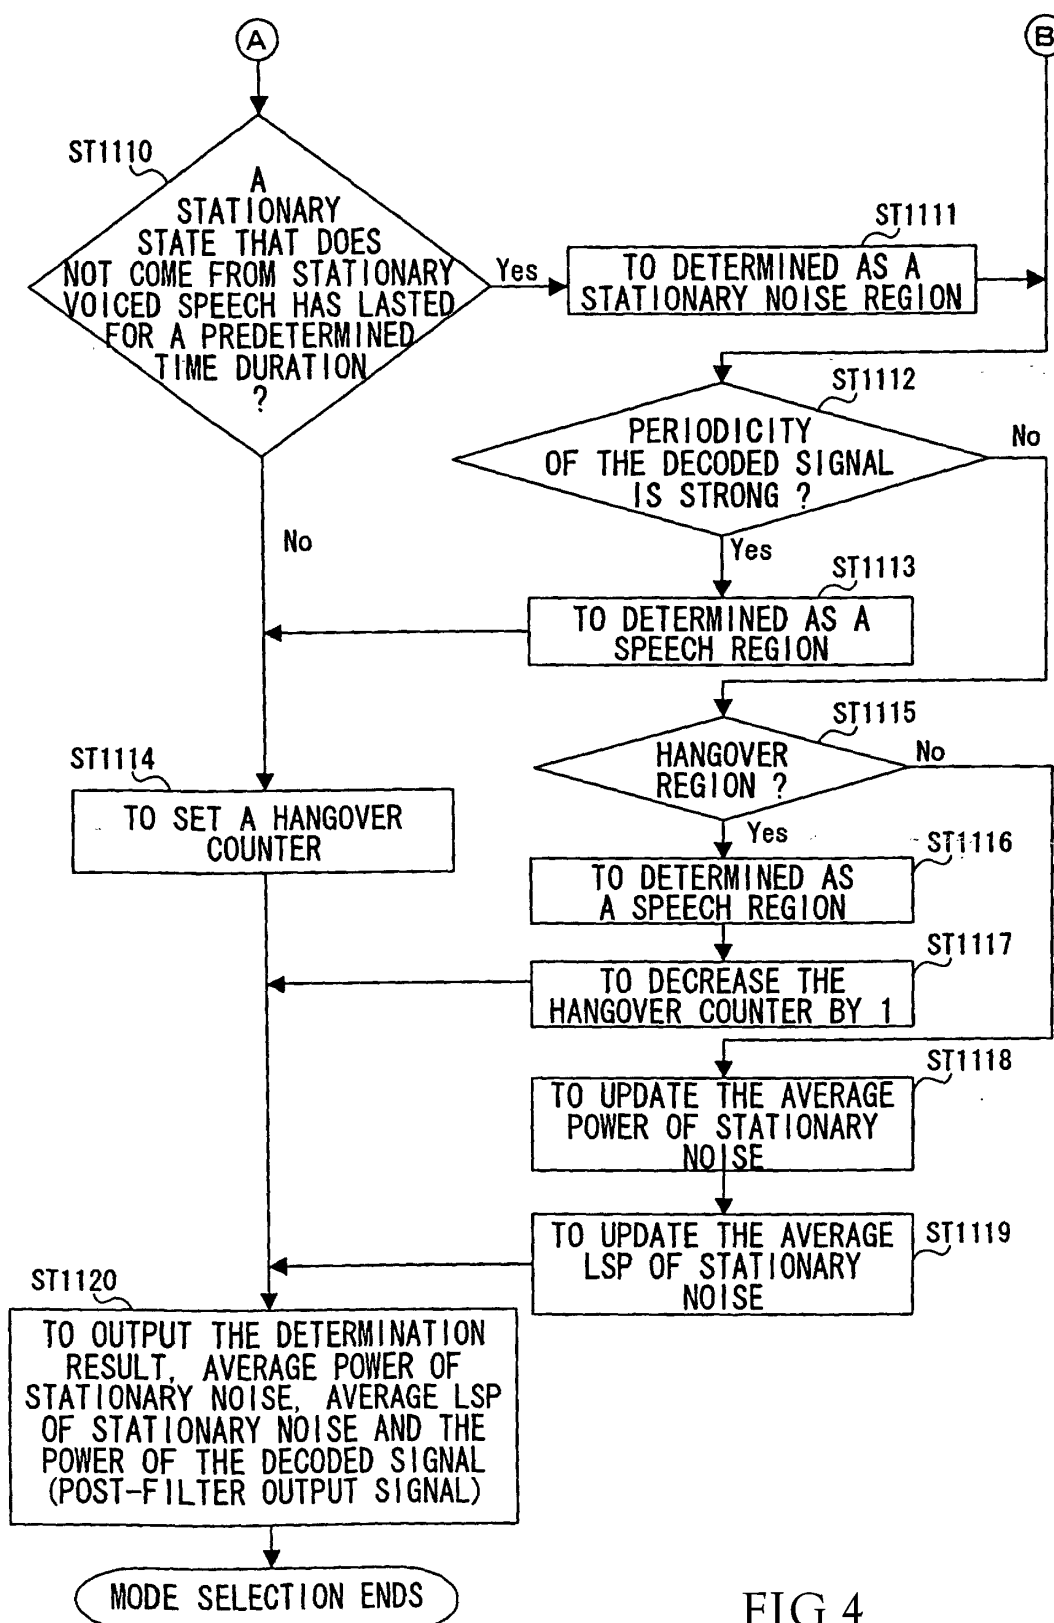 A
B
ST1110
A
STATIONARY
STATE THAT DOES
NOT COME FROM STATIONARY
VOICED SPEECH HAS LASTED
FOR A PREDETERMINED
TIME DURATION
?
Yes
ST1111
TO DETERMINED AS A
STATIONARY NOISE REGION
ST1112
PERIODICITY
OF THE DECODED SIGNAL
IS STRONG ?
No
No
Yes
ST1113
TO DETERMINED AS A
SPEECH REGION
ST1114
TO SET A HANGOVER
COUNTER
ST1115
HANGOVER
REGION ?
No
Yes
ST1116
TO DETERMINED AS
A SPEECH REGION
ST1117
TO DECREASE THE
HANGOVER COUNTER BY 1
ST1118
TO UPDATE THE AVERAGE
POWER OF STATIONARY
NOISE
ST1119
TO UPDATE THE AVERAGE
LSP OF STATIONARY
NOISE
ST1120
TO OUTPUT THE DETERMINATION
RESULT, AVERAGE POWER OF
STATIONARY NOISE, AVERAGE LSP
OF STATIONARY NOISE AND THE
POWER OF THE DECODED SIGNAL
(POST-FILTER OUTPUT SIGNAL)
MODE SELECTION ENDS
FIG 4